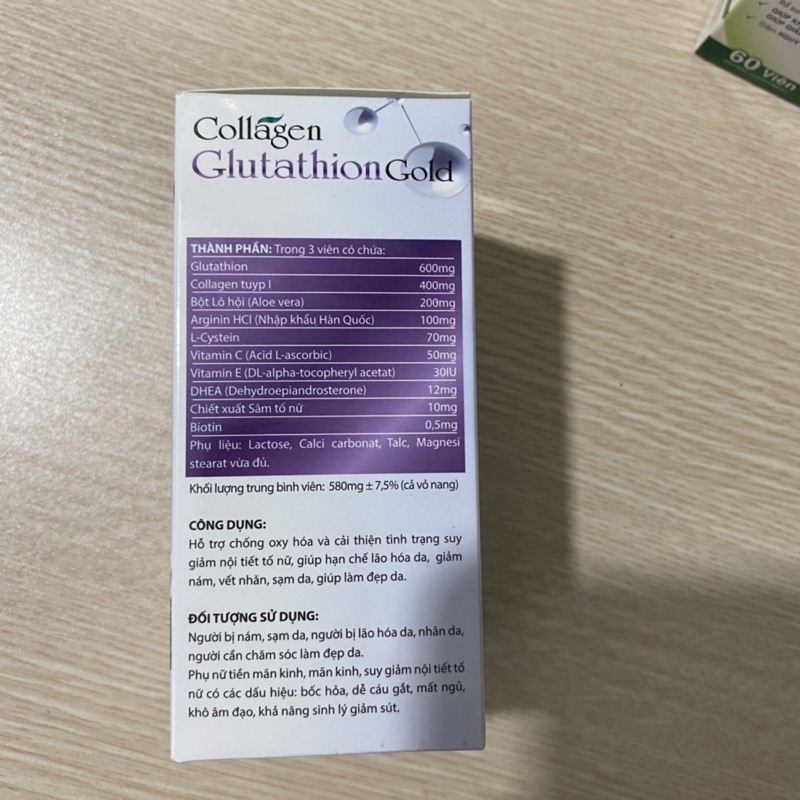 Collagen
Glutathion Gold
THÀNH PHẦN: Trong 3 viên có chứa:
Glutathion 600mg
Collagen tuyp I 400mg
Bột Lô hội (Aloe vera) 200mg
Arginin HCl (Nhập khẩu Hàn Quốc) 100mg
L-Cystein 70mg
Vitamin C (Acid L-ascorbic) 50mg
Vitamin E (DL-alpha-tocopheryl acetat) 30IU
DHEA (Dehydroepiandrosterone) 12mg
Chiết xuất Sâm tố nữ 10mg
Biotin 0,5mg
Phụ liệu: Lactose, Calci carbonat, Talc, Magnesi
stearat vừa đủ.
Khối lượng trung bình viên: 580mg ± 7,5% (cả vỏ nang)
CÔNG DỤNG:
Hỗ trợ chống oxy hóa và cải thiện tình trạng suy
giảm nội tiết tố nữ, giúp hạn chế lão hóa da, giảm
nám, vết nhăn, sạm da, giúp làm đẹp da.
ĐỐI TƯỢNG SỬ DỤNG:
Người bị nám, sạm da, người bị lão hóa da, nhăn da,
người cần chăm sóc làm đẹp da.
Phụ nữ tiền mãn kinh, mãn kinh, suy giảm nội tiết tố
nữ có các dấu hiệu: bốc hỏa, dễ cáu gắt, mất ngủ,
khô âm đạo, khả năng sinh lý giảm sút.
GIÚP
GIÚP
60 Viên